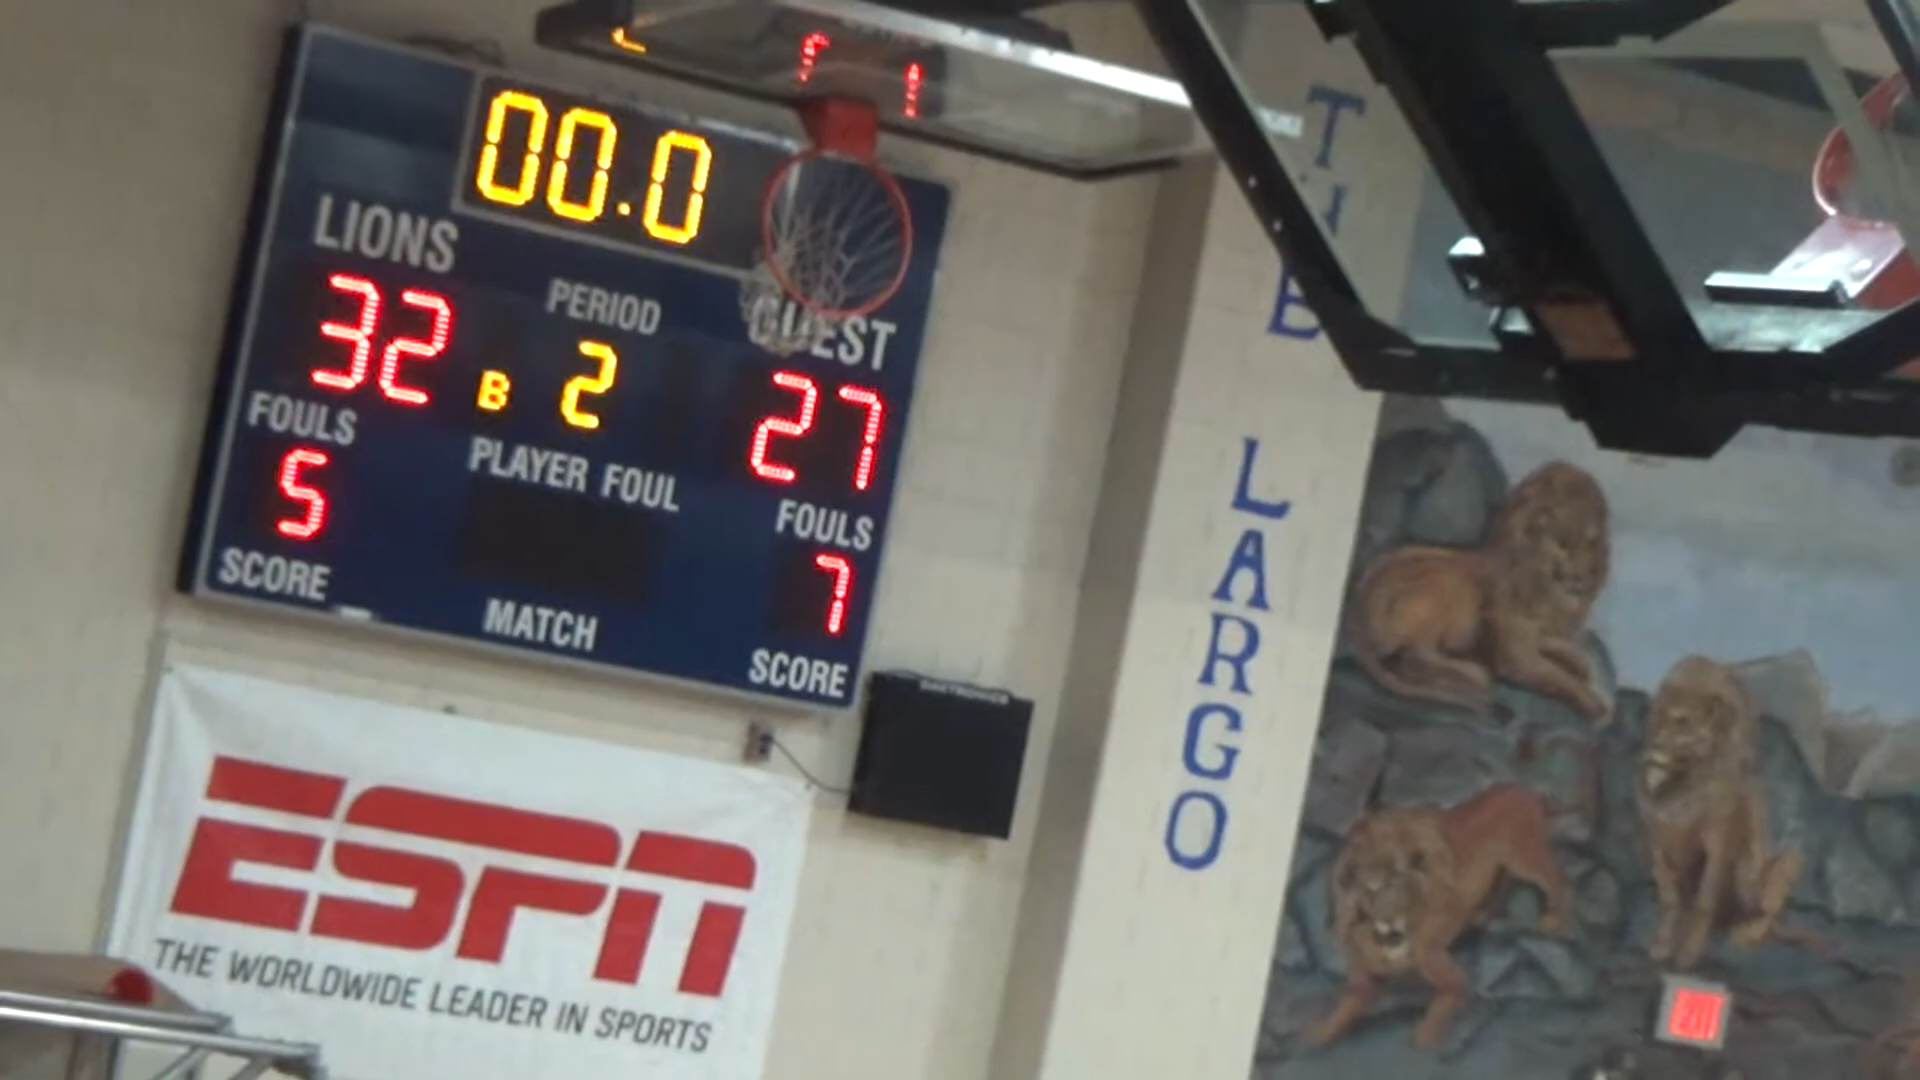 00.0
LIONS
PERIOD
GUEST
32
B 2
27
FOULS
PLAYER FOUL
FOULS
5
7
SCORE
MATCH
SCORE
ESPN
THE WORLDWIDE LEADER IN SPORTS
LARGO